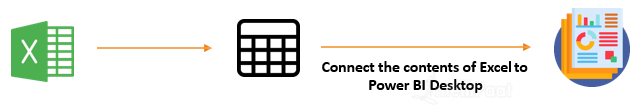 X
Connect the contents of Excel to
Power BI Desktop